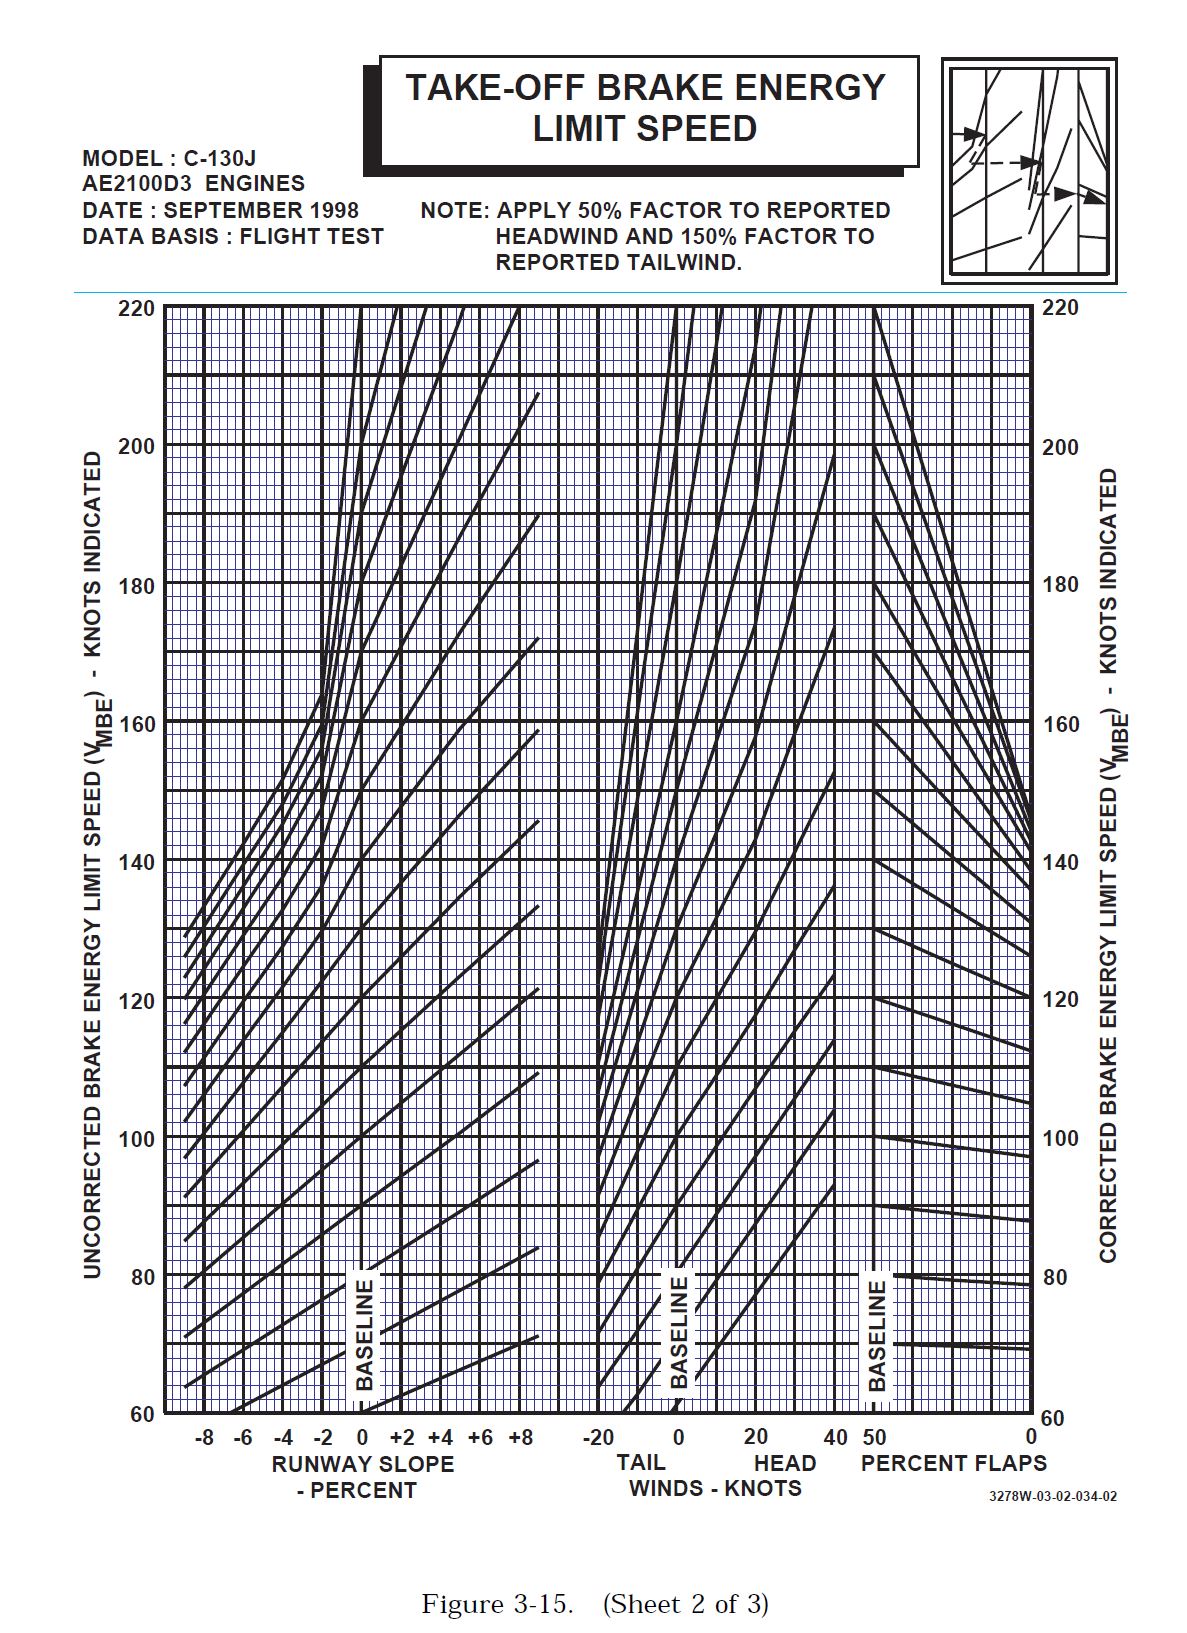 TAKE-OFF BRAKE ENERGY
LIMIT SPEED
MODEL : C-130J
AE2100D3 ENGINES
DATE : SEPTEMBER 1998
DATA BASIS : FLIGHT TEST
NOTE: APPLY 50% FACTOR TO REPORTED
HEADWIND AND 150% FACTOR TO
REPORTED TAILWIND.
UNCORRECTED BRAKE ENERGY LIMIT SPEED (VMBE) - KNOTS INDICATED
220
200
180
160
140
120
100
80
60
BASELINE
BASELINE
BASELINE
220
200
180
160
140
120
100
80
60
CORRECTED BRAKE ENERGY LIMIT SPEED (VMBE) - KNOTS INDICATED
-8 -6 -4 -2 0 +2 +4 +6 +8 -20 0 20 40 50 0
RUNWAY SLOPE
- PERCENT
TAIL HEAD
WINDS - KNOTS
PERCENT FLAPS
3278W-03-02-034-02
Figure 3-15. (Sheet 2 of 3)